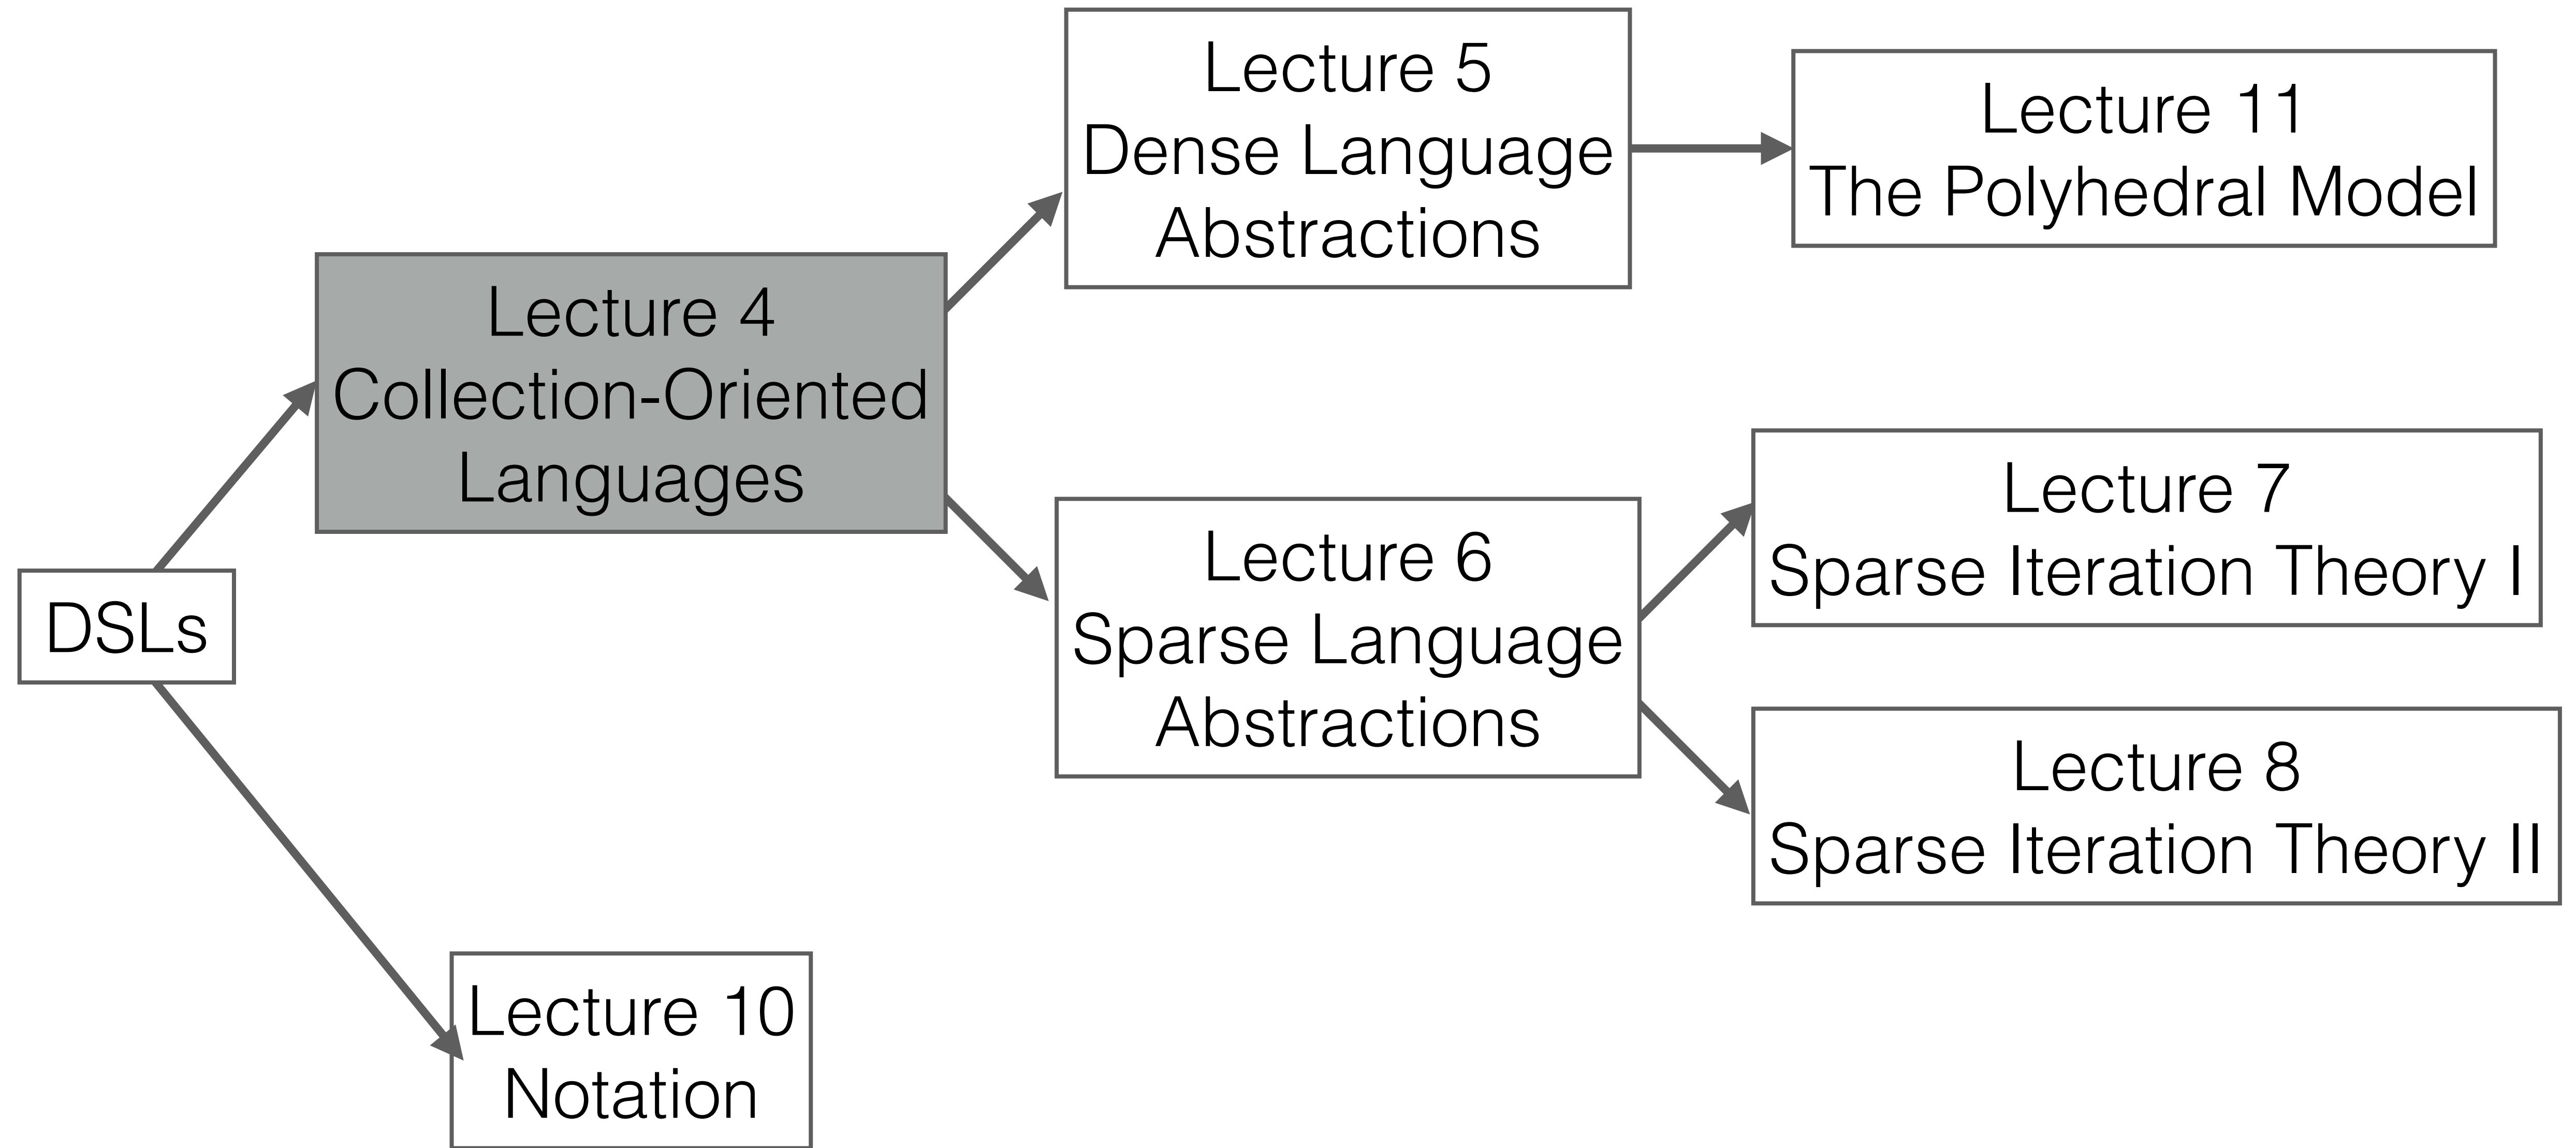 DSLs
Lecture 4
Collection-Oriented
Languages
Lecture 5
Dense Language
Abstractions
Lecture 11
The Polyhedral Model
Lecture 6
Sparse Language
Abstractions
Lecture 7
Sparse Iteration Theory I
Lecture 8
Sparse Iteration Theory II
Lecture 10
Notation